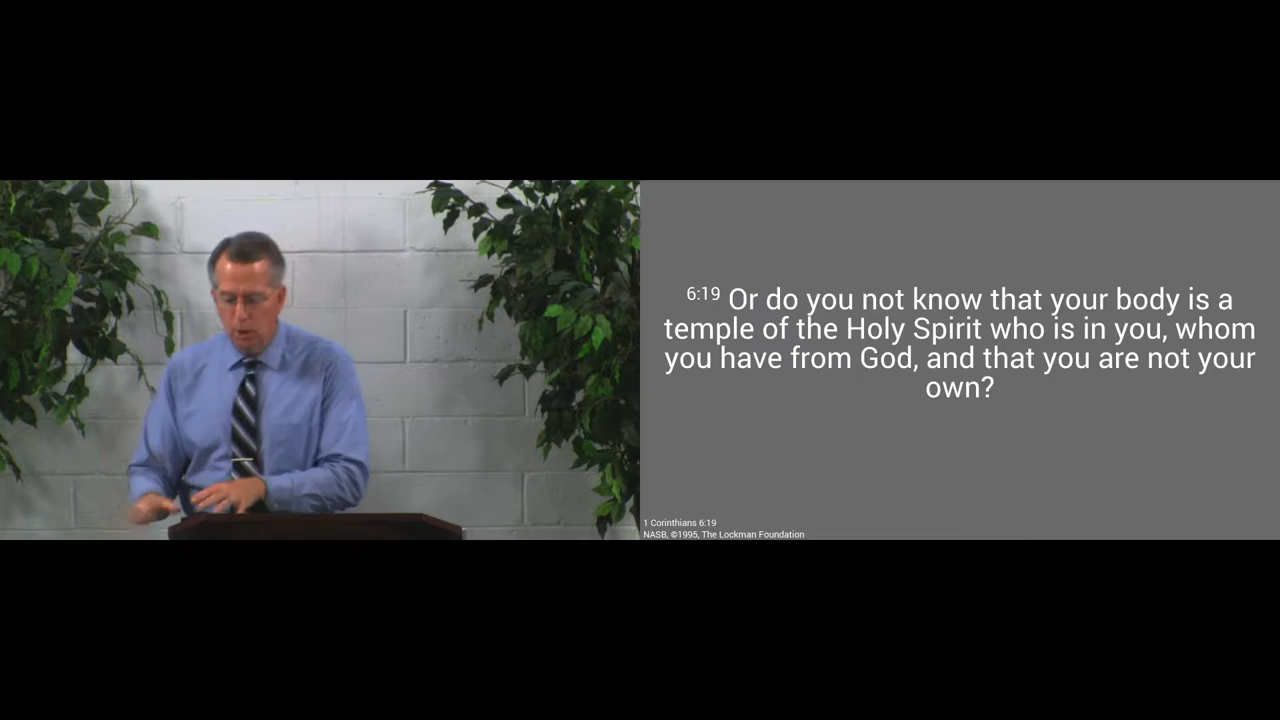 6:19 Or do you not know that your body is a
temple of the Holy Spirit who is in you, whom
you have from God, and that you are not your
own?
1 Corinthians 6:19
NASB, ©1995, The Lockman Foundation